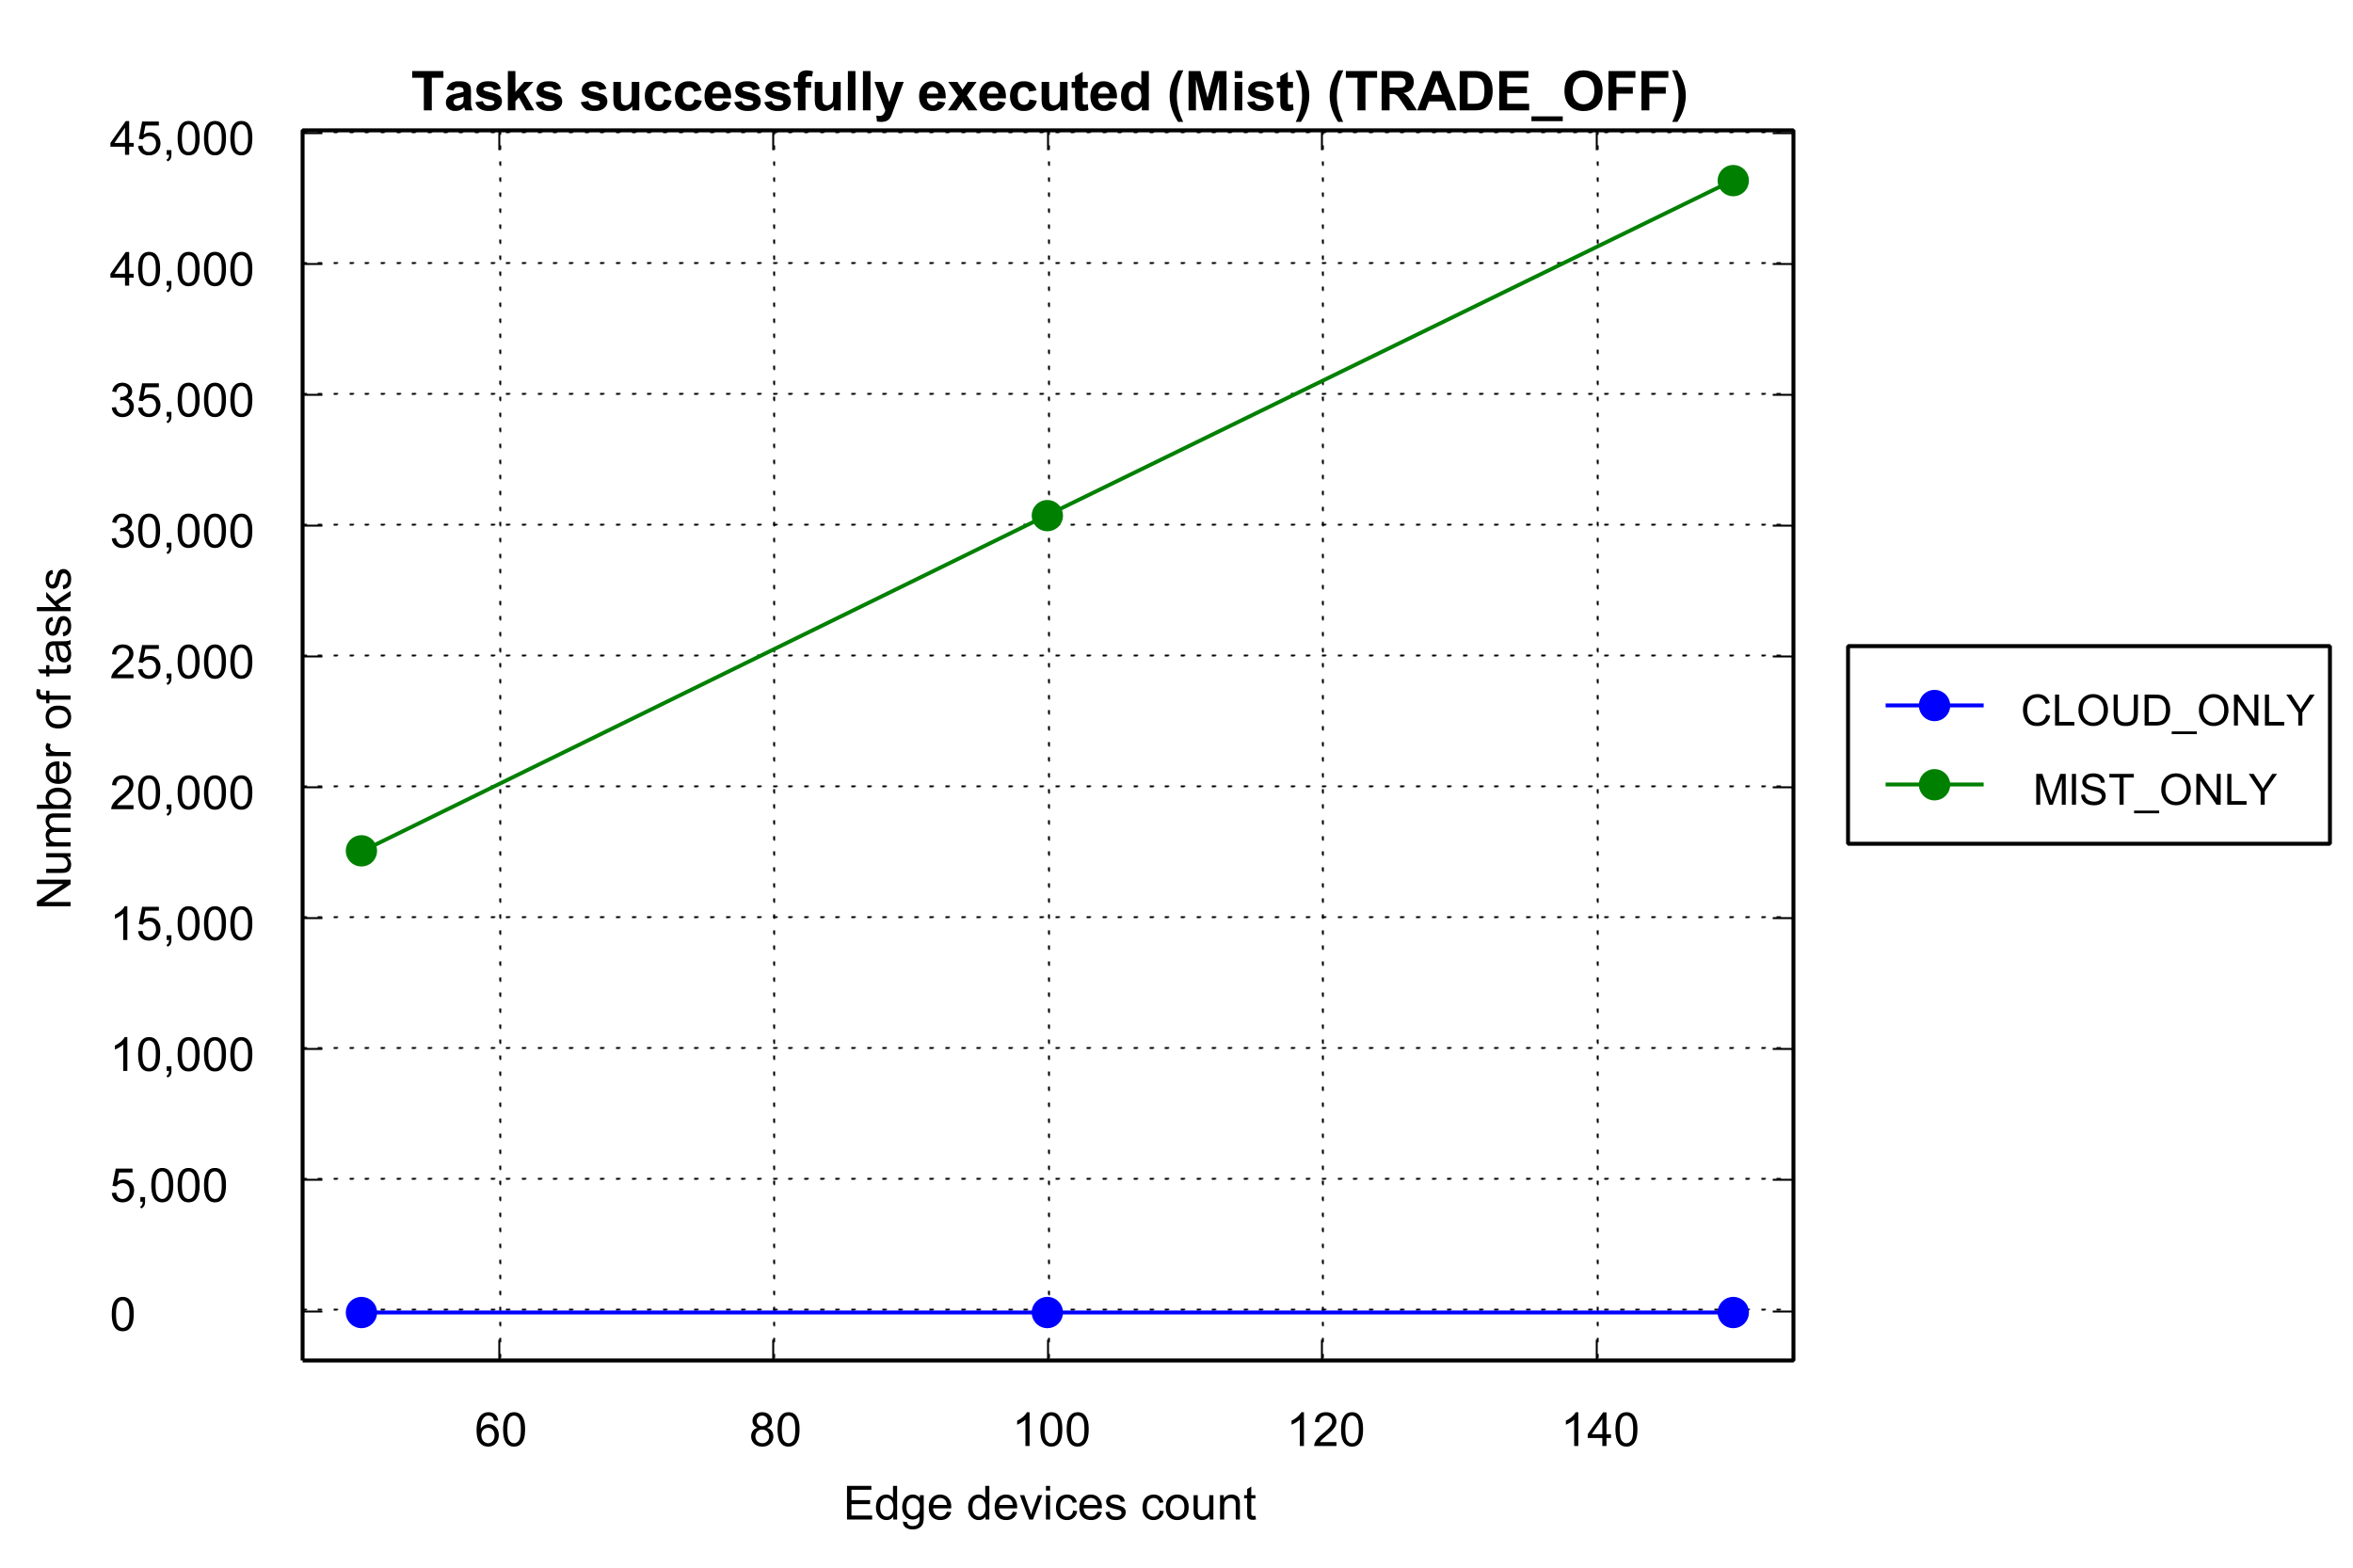 Tasks successfully executed (Mist) (TRADE_OFF)
45,000
40,000
35,000
30,000
25,000
20,000
15,000
10,000
5,000
0
Number of tasks
60 80 100 120 140
Edge devices count
CLOUD_ONLY
MIST_ONLY